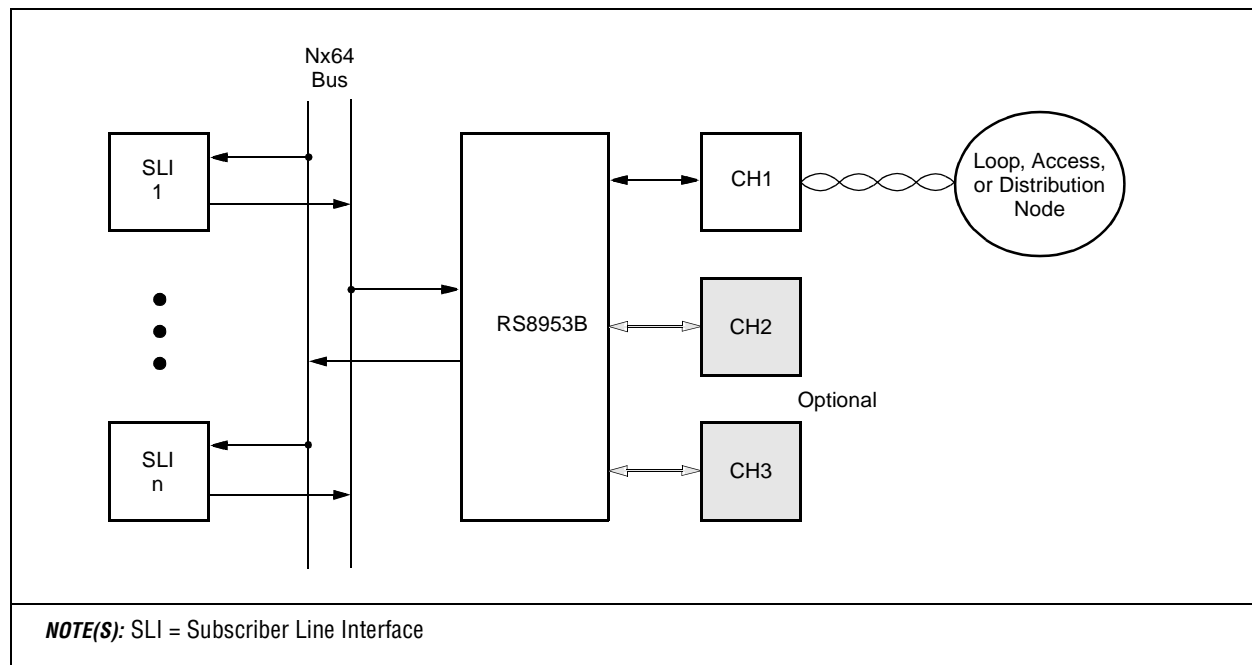 Nx64
Bus
SLI
1
SLI
n
RS8953B
CH1
CH2
Optional
CH3
Loop, Access,
or Distribution
Node
NOTE(S): SLI = Subscriber Line Interface